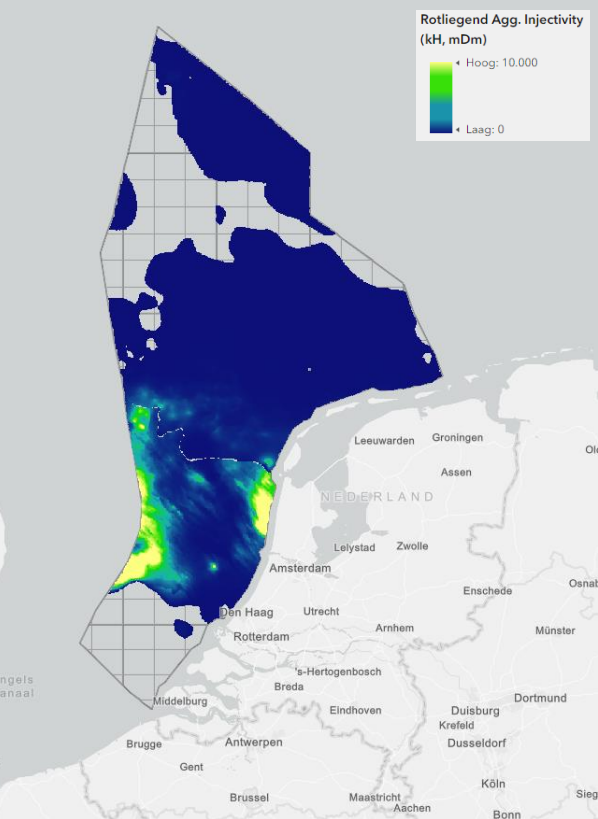 Rotliegend Agg. Injectivity
(kH, mDm)
Hoog: 10.000
Laag: 0
Leeuwarden
Groningen
Assen
NEDERLAND
Lelystad
Zwolle
Amsterdam
Enschede
Den Haag
Utrecht
Rotterdam
Arnhem
Münster
's-Hertogenbosch
ngels
anaal
Breda
Middelburg
Eindhoven
Duisburg
Dortmund
Krefeld
Brugge
Antwerpen
Dusseldorf
Gent
Köln
Brussel
Maastricht
Aachen
Sieg
Bonn